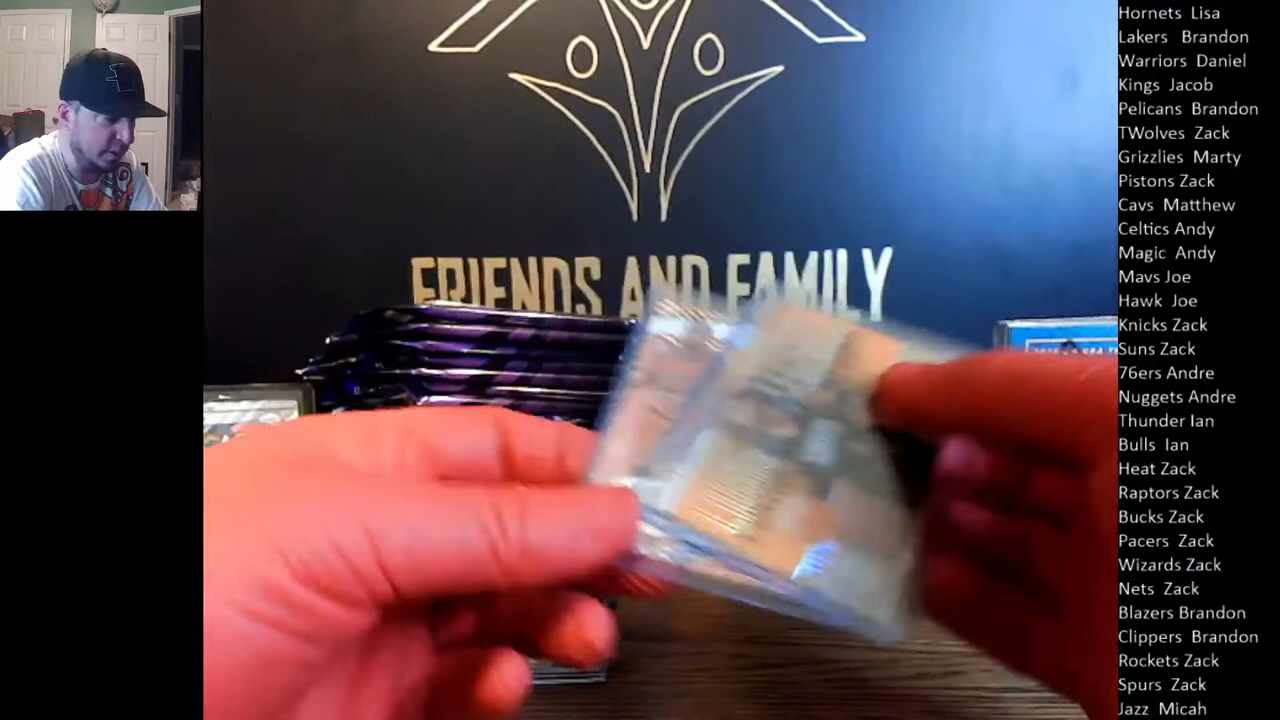 FRIENDS AND FAMILY
Hornets Lisa
Lakers Brandon
Warriors Daniel
Kings Jacob
Pelicans Brandon
TWolves Zack
Grizzlies Marty
Pistons Zack
Cavs Matthew
Celtics Andy
Magic Andy
Mavs Joe
Hawk Joe
Knicks Zack
Suns Zack
76ers Andre
Nuggets Andre
Thunder Ian
Bulls Ian
Heat Zack
Raptors Zack
Bucks Zack
Pacers Zack
Wizards Zack
Nets Zack
Blazers Brandon
Clippers Brandon
Rockets Zack
Spurs Zack
Jazz Micah